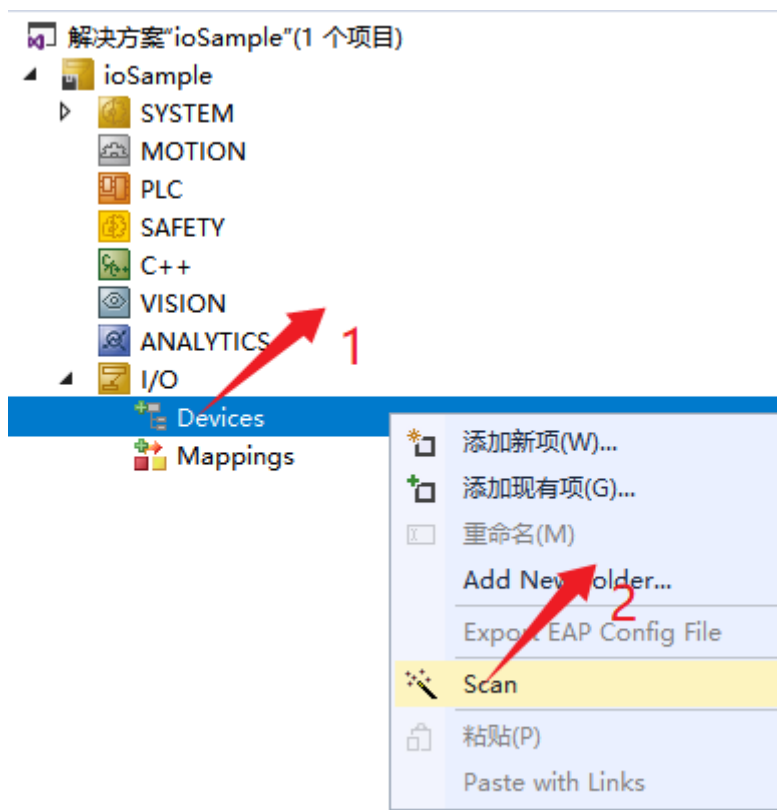 解决方案"ioSample"(1 个项目)
ioSample
SYSTEM
MOTION
PLC
SAFETY
C++
VISION
ANALYTICS
1
I/O
Devices
Mappings
添加新项(W)...
添加现有项(G)...
重命名(M)
Add New Folder...
2
Export EAP Config File
Scan
粘贴(P)
Paste with Links